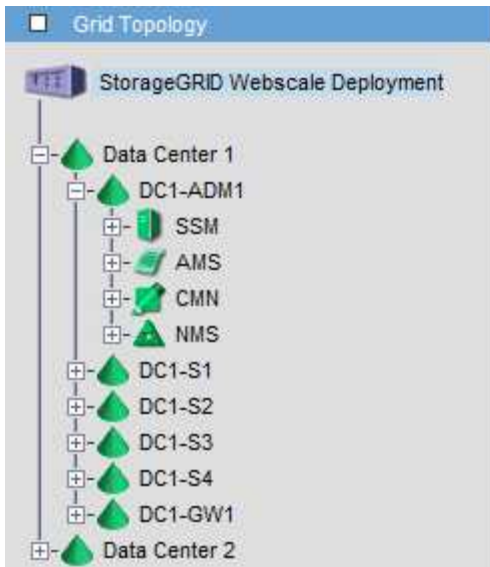 Grid Topology
StorageGRID Webscale Deployment
Data Center 1
DC1-ADM1
SSM
AMS
CMN
NMS
DC1-S1
DC1-S2
DC1-S3
DC1-S4
DC1-GW1
Data Center 2